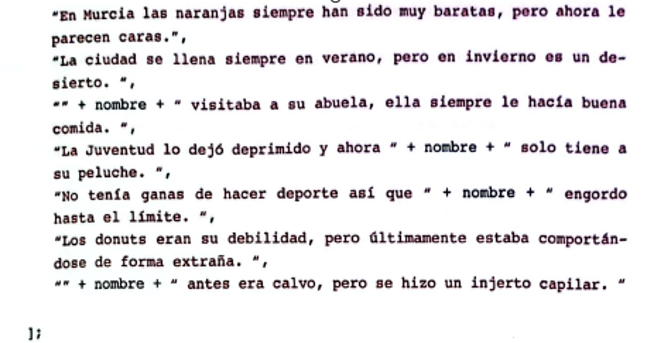 "En Murcia las naranjas siempre han sido muy baratas, pero ahora le
parecen caras.",
"La ciudad se llena siempre en verano, pero en invierno es un de-
sierto. ",
"" + nombre + " visitaba a su abuela, ella siempre le hacía buena
comida. ",
"La Juventud lo dejó deprimido y ahora " + nombre + " solo tiene a
su peluche. ",
"No tenía ganas de hacer deporte así que " + nombre + " engordo
hasta el límite. ",
"Los donuts eran su debilidad, pero últimamente estaba comportán-
dose de forma extraña. ",
"" + nombre + " antes era calvo, pero se hizo un injerto capilar. "
];